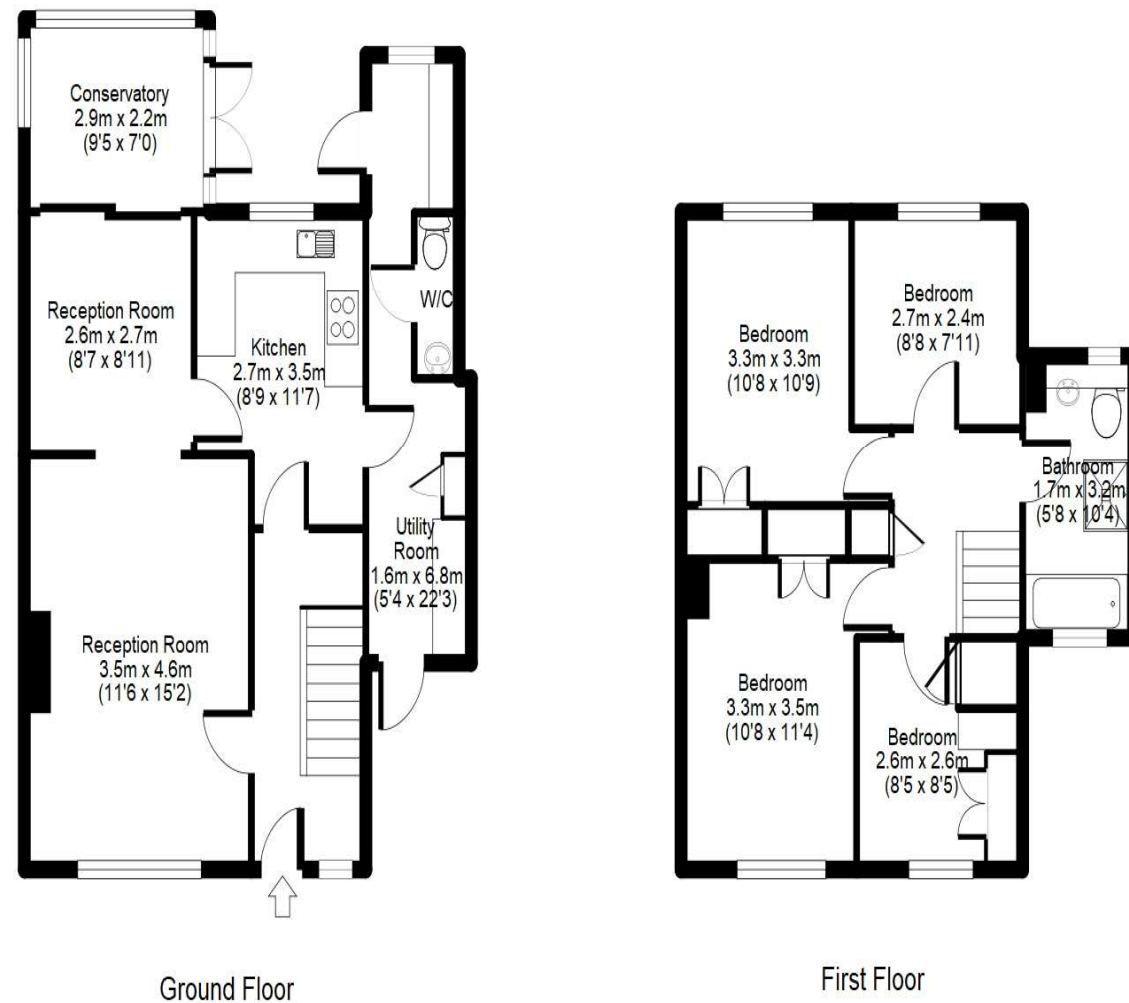 Conservatory
2.9m x 2.2m
(9'5 x 7'0)
Reception Room
2.6m x 2.7m
(8'7 x 8'11)
Kitchen
2.7m x 3.5m
(8'9 x 11'7)
W/C
Utility
Room
1.6m x 6.8m
(5'4 x 22'3)
Reception Room
3.5m x 4.6m
(11'6 x 15'2)
Ground Floor
Bedroom
3.3m x 3.3m
(10'8 x 10'9)
Bedroom
2.7m x 2.4m
(8'8 x 7'11)
Bathroom
1.7m x 3.2m
(5'8 x 10'4)
Bedroom
3.3m x 3.5m
(10'8 x 11'4)
Bedroom
2.6m x 2.6m
(8'5 x 8'5)
First Floor